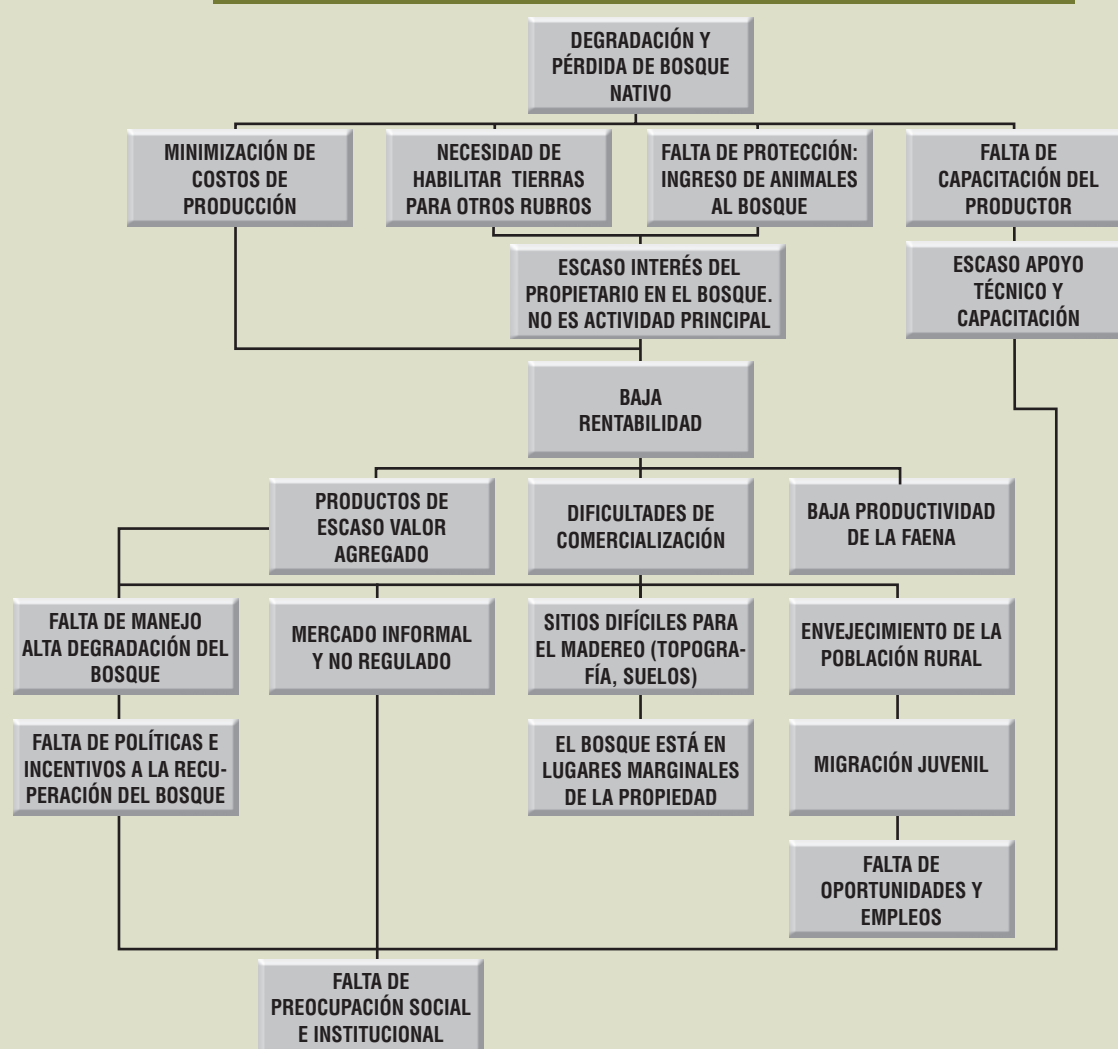 DEGRADACIÓN Y
PÉRDIDA DE BOSQUE
NATIVO
MINIMIZACIÓN DE
COSTOS DE
PRODUCCIÓN
NECESIDAD DE
HABILITAR TIERRAS
PARA OTROS RUBROS
FALTA DE PROTECCIÓN:
INGRESO DE ANIMALES
AL BOSQUE
FALTA DE
CAPACITACIÓN DEL
PRODUCTOR
ESCASO INTERÉS DEL
PROPIETARIO EN EL BOSQUE.
NO ES ACTIVIDAD PRINCIPAL
ESCASO APOYO
TÉCNICO Y
CAPACITACIÓN
BAJA
RENTABILIDAD
PRODUCTOS DE
ESCASO VALOR
AGREGADO
DIFICULTADES DE
COMERCIALIZACIÓN
BAJA PRODUCTIVIDAD
DE LA FAENA
FALTA DE MANEJO
ALTA DEGRADACIÓN DEL
BOSQUE
MERCADO INFORMAL
Y NO REGULADO
SITIOS DIFÍCILES PARA
EL MADEREO (TOPOGRA-
FÍA, SUELOS)
ENVEJECIMIENTO DE LA
POBLACIÓN RURAL
FALTA DE POLÍTICAS E
INCENTIVOS A LA RECU-
PERACIÓN DEL BOSQUE
EL BOSQUE ESTÁ EN
LUGARES MARGINALES
DE LA PROPIEDAD
MIGRACIÓN JUVENIL
FALTA DE
OPORTUNIDADES Y
EMPLEOS
FALTA DE
PREOCUPACIÓN SOCIAL
E INSTITUCIONAL